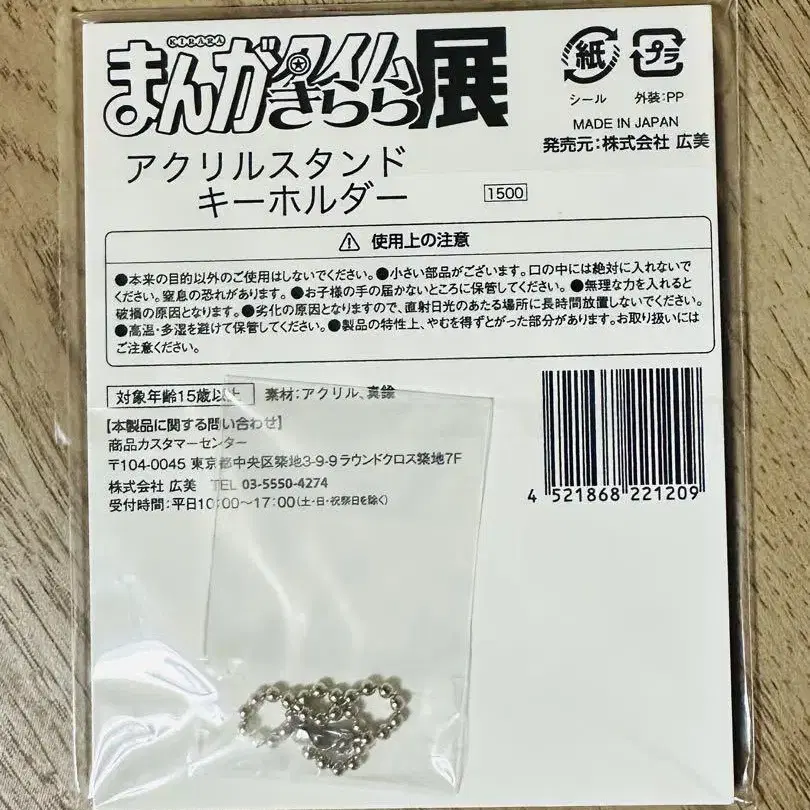 KIRARA
まんがタイムきらら展
アクリルスタンド
キーホルダー
1500
紙
プラ
シール 外装:PP
MADE IN JAPAN
発売元:株式会社 広美
⚠ 使用上の注意
●本来の目的以外のご使用はしないでください。●小さい部品がございます。口の中には絶対に入れないで
ください。窒息の恐れがあります。●お子様の手の届かないところに保管してください。●無理な力を入れると
破損の原因となります。●劣化の原因となりますので、直射日光のあたる場所に長時間放置しないでください。
●高温・多湿を避けて保管してください。●製品の特性上、やむを得ずとがった部分があります。お取り扱いには
ご注意ください。
対象年齢15歳以上 素材:アクリル、真鍮
【本製品に関する問い合わせ】
商品カスタマーセンター
〒104-0045 東京都中央区築地3-9-9ラウンドクロス築地7F
株式会社 広美 TEL 03-5550-4274
受付時間:平日10:00～17:00(土・日・祝祭日を除く)
4 521868 221209